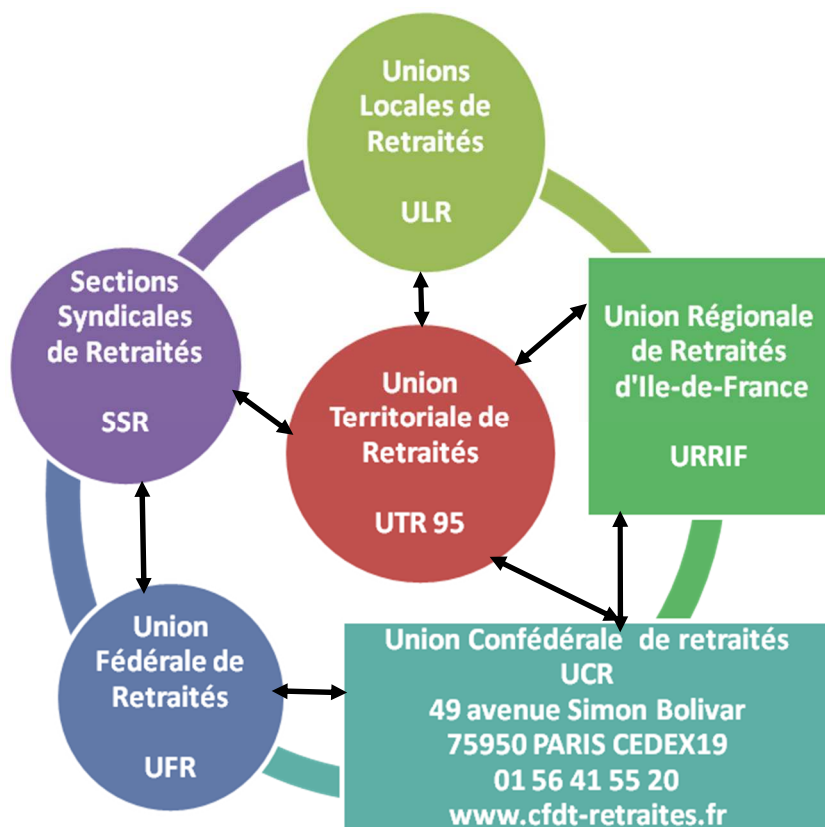 Unions
Locales de
Retraités
ULR
Sections
Syndicales
de Retraités
SSR
Union Régionale
de Retraités
d'Ile-de-France
URRIF
Union
Territoriale de
Retraités
UTR 95
Union
Fédérale de
Retraités
UFR
Union Confédérale de retraités
UCR
49 avenue Simon Bolivar
75950 PARIS CEDEX19
01 56 41 55 20
www.cfdt-retraites.fr